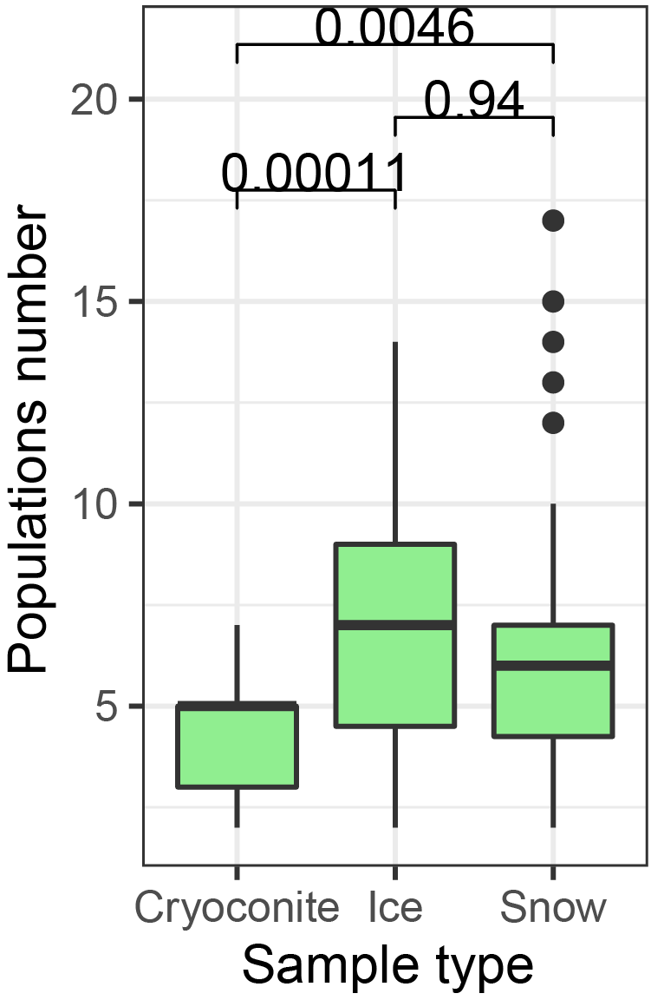 0.0046
20
0.94
0.00011
15
10
5
Populations number
Cryoconite Ice Snow
Sample type